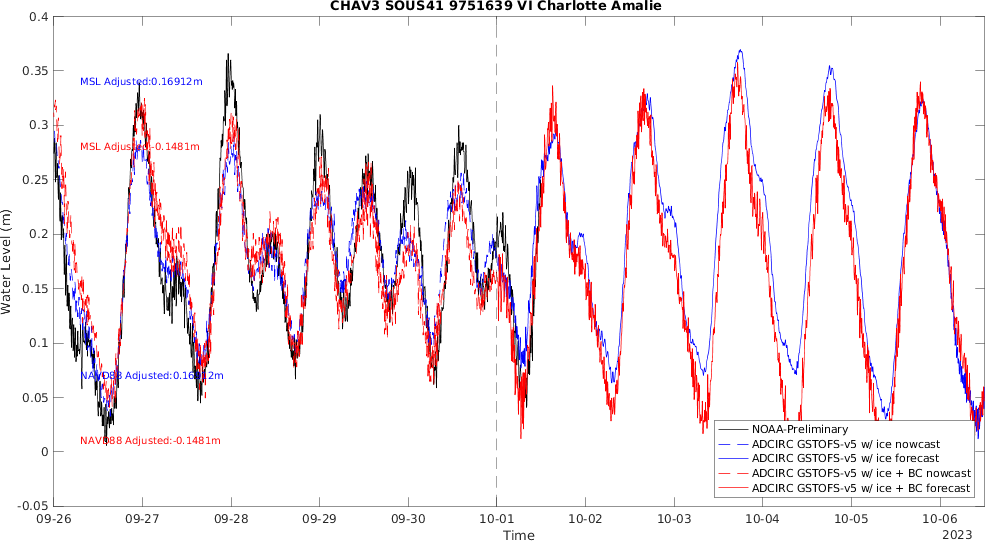 CHAV3 SOUS41 9751639 VI Charlotte Amalie
0.4
0.35
0.3
0.25
0.2
0.15
0.1
0.05
0
-0.05
Water Level (m)
MSL Adjusted:0.16912m
MSL Adjusted:-0.1481m
NAVD88 Adjusted:0.16912m
NAVD88 Adjusted:-0.1481m
NOAA-Preliminary
ADCIRC GSTOFS-v5 w/ ice nowcast
ADCIRC GSTOFS-v5 w/ ice forecast
ADCIRC GSTOFS-v5 w/ ice + BC nowcast
ADCIRC GSTOFS-v5 w/ ice + BC forecast
09-26 09-27 09-28 09-29 09-30 10-01 10-02 10-03 10-04 10-05 10-06
Time
2023